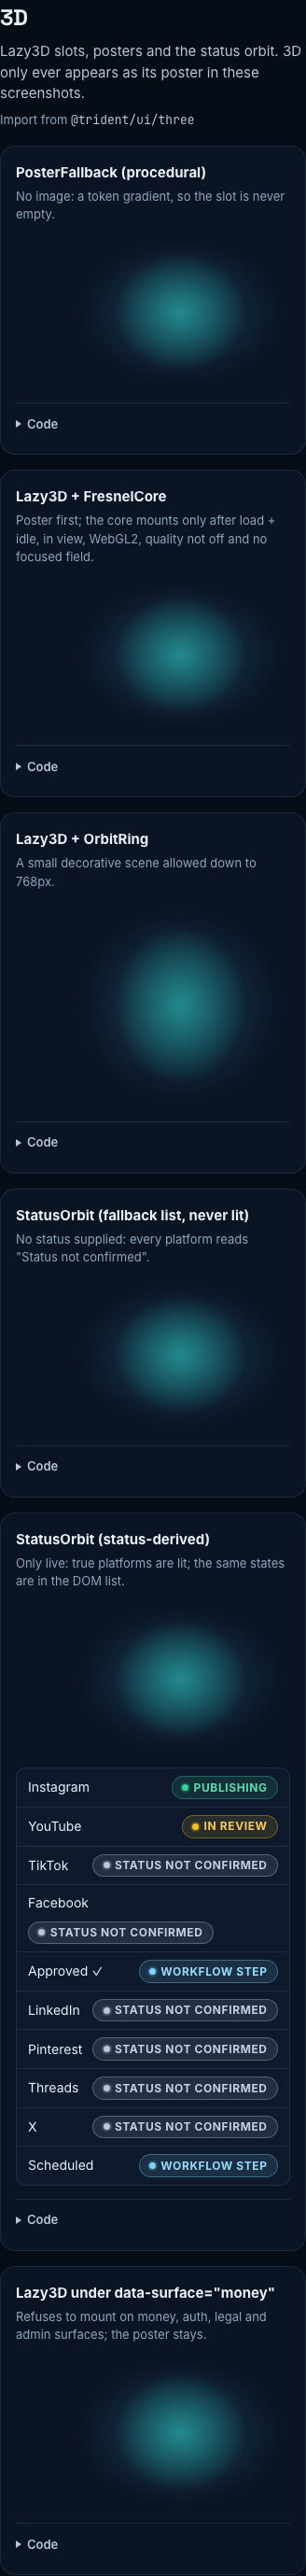 3D
Lazy3D slots, posters and the status orbit. 3D
only ever appears as its poster in these
screenshots.
Import from @trident/ui/three
PosterFallback (procedural)
No image: a token gradient, so the slot is never
empty.
Code
Lazy3D + FresnelCore
Poster first; the core mounts only after load +
idle, in view, WebGL2, quality not off and no
focused field.
Code
Lazy3D + OrbitRing
A small decorative scene allowed down to
768px.
Code
StatusOrbit (fallback list, never lit)
No status supplied: every platform reads
"Status not confirmed".
Code
StatusOrbit (status-derived)
Only live: true platforms are lit; the same states
are in the DOM list.
Instagram PUBLISHING
YouTube IN REVIEW
TikTok STATUS NOT CONFIRMED
Facebook
STATUS NOT CONFIRMED
Approved ✓ WORKFLOW STEP
LinkedIn STATUS NOT CONFIRMED
Pinterest STATUS NOT CONFIRMED
Threads STATUS NOT CONFIRMED
X STATUS NOT CONFIRMED
Scheduled WORKFLOW STEP
Code
Lazy3D under data-surface="money"
Refuses to mount on money, auth, legal and
admin surfaces; the poster stays.
Code